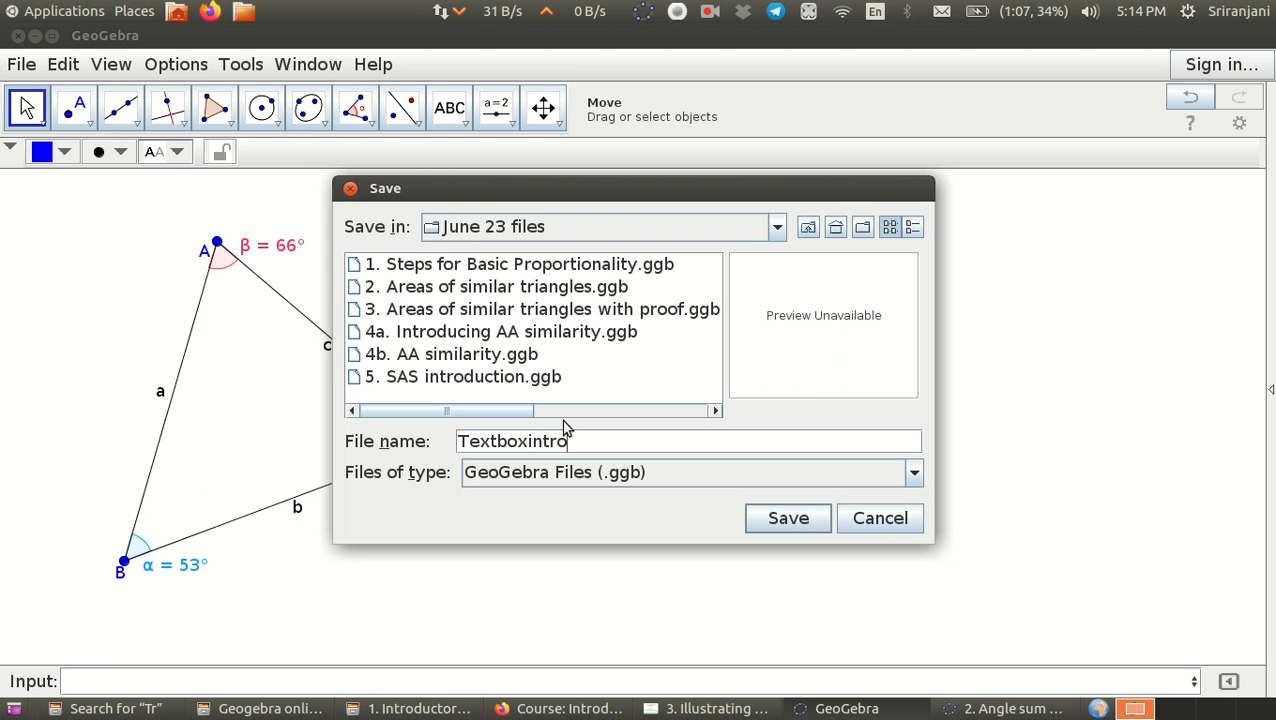 Applications Places 31 B/s 0 B/s En (1:07, 34%) 5:14 PM Sriranjani
GeoGebra
File Edit View Options Tools Window Help Sign in...
A ABC a=2 Move
Drag or select objects
AA
Save
Save in: June 23 files
A β = 66°
1. Steps for Basic Proportionality.ggb
2. Areas of similar triangles.ggb
3. Areas of similar triangles with proof.ggb
Preview Unavailable
4a. Introducing AA similarity.ggb
c
4b. AA similarity.ggb
5. SAS introduction.ggb
a
File name: Textboxintro
Files of type: GeoGebra Files (.ggb)
b
Save Cancel
B α = 53°
Input:
Search for "Tr" Geogebra onli... 1. Introductor... Course: Introd... 3. Illustrating ... GeoGebra 2. Angle sum ...